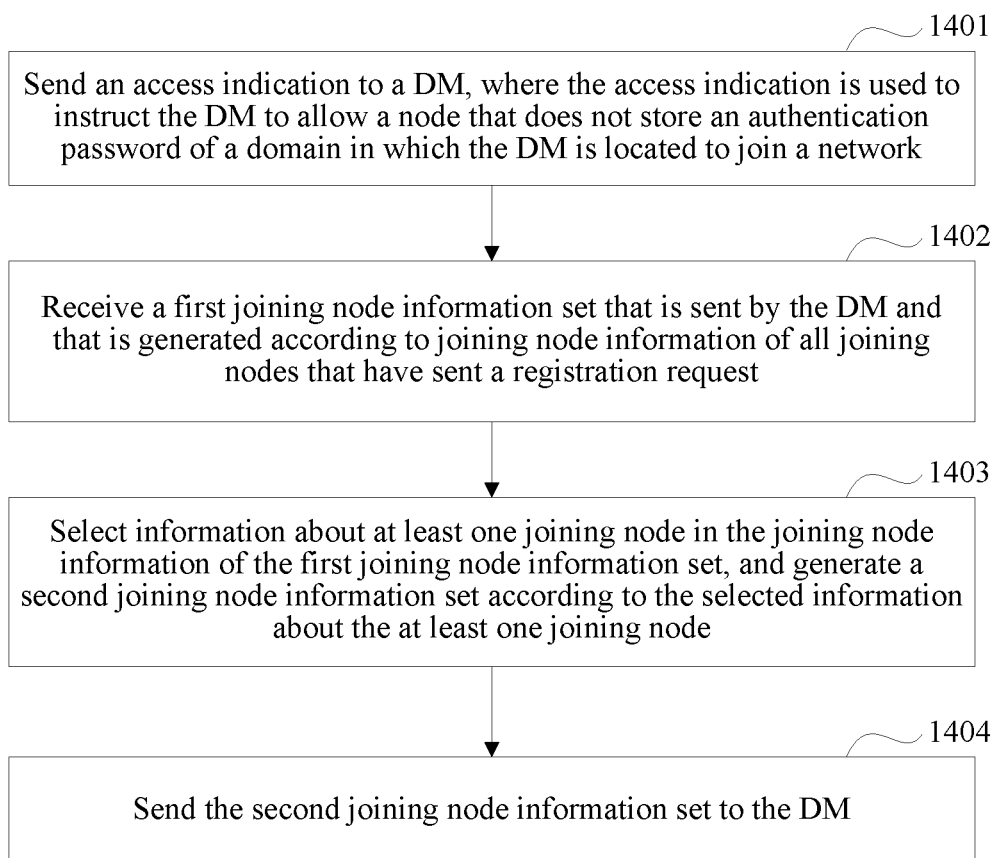 1401
Send an access indication to a DM, where the access indication is used to
instruct the DM to allow a node that does not store an authentication
password of a domain in which the DM is located to join a network
1402
Receive a first joining node information set that is sent by the DM and
that is generated according to joining node information of all joining
nodes that have sent a registration request
1403
Select information about at least one joining node in the joining node
information of the first joining node information set, and generate a
second joining node information set according to the selected information
about the at least one joining node
1404
Send the second joining node information set to the DM